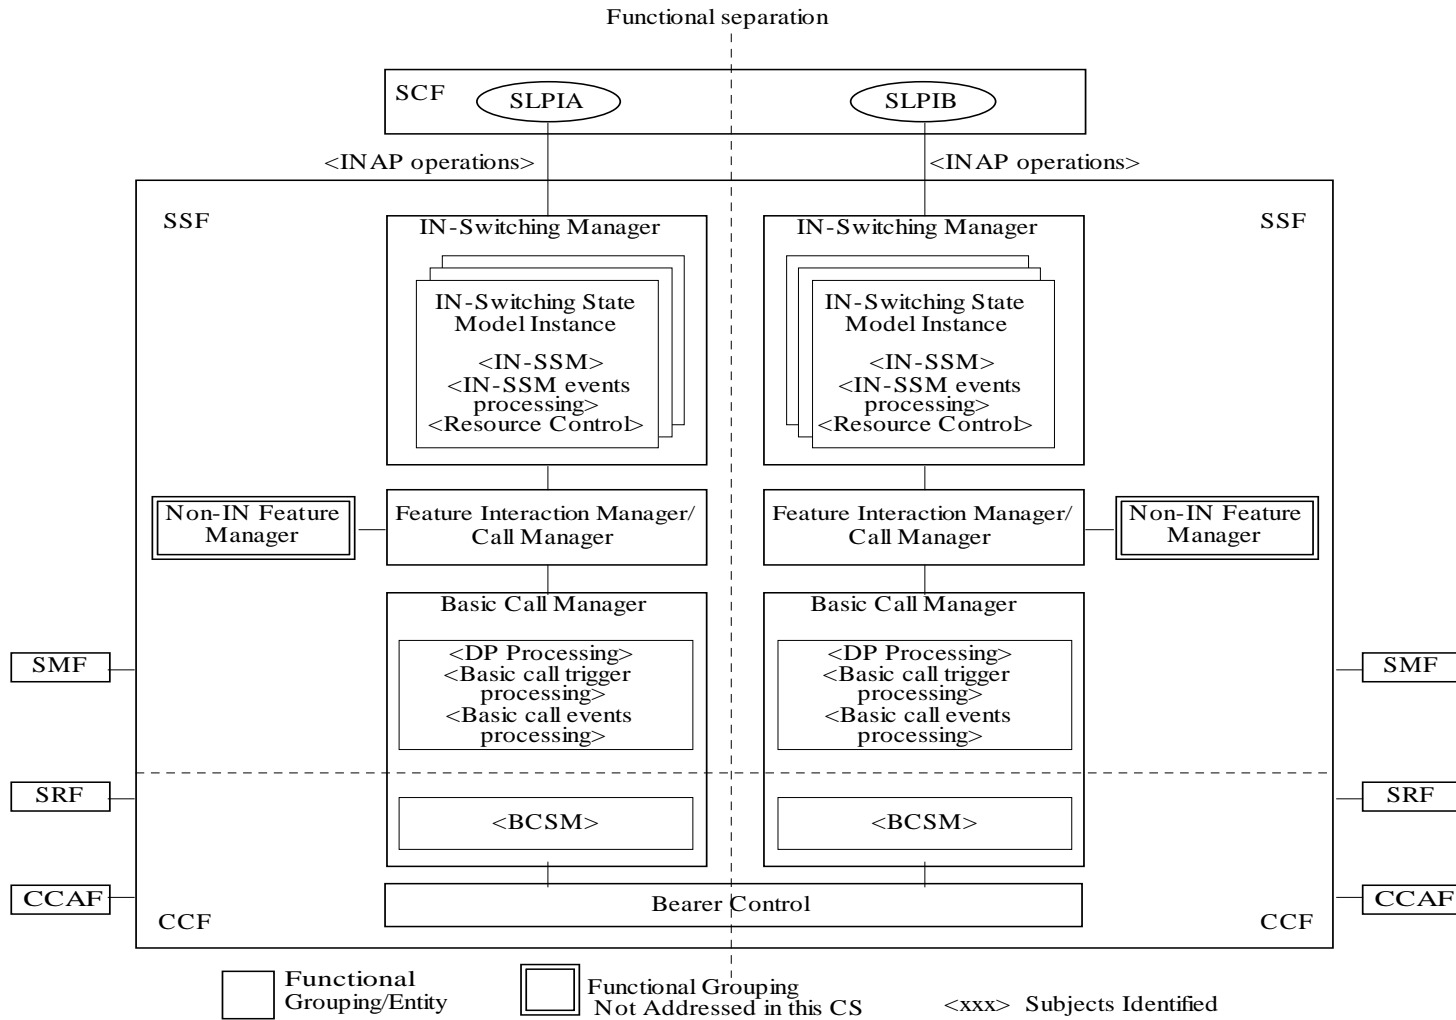 Functional separation
SCF
SLPIA
SLPIB
<INAP operations>
<INAP operations>
SSF
SSF
IN-Switching Manager
IN-Switching State
Model Instance
<IN-SSM>
<IN-SSM events
processing>
<Resource Control>
IN-Switching Manager
IN-Switching State
Model Instance
<IN-SSM>
<IN-SSM events
processing>
<Resource Control>
Non-IN Feature
Manager
Feature Interaction Manager/
Call Manager
Feature Interaction Manager/
Call Manager
Non-IN Feature
Manager
Basic Call Manager
<DP Processing>
<Basic call trigger
processing>
<Basic call events
processing>
Basic Call Manager
<DP Processing>
<Basic call trigger
processing>
<Basic call events
processing>
SMF
SMF
SRF
SRF
<BCSM>
<BCSM>
CCAF
CCAF
Bearer Control
CCF
CCF
Functional
Grouping/Entity
Functional Grouping
Not Addressed in this CS
<xxx> Subjects Identified